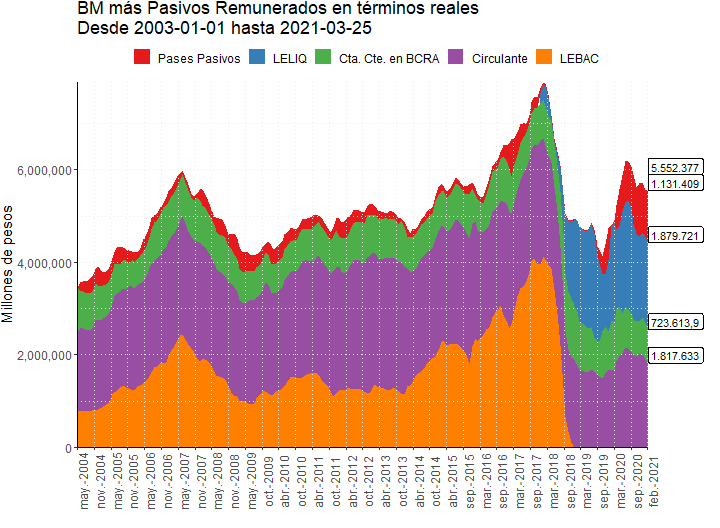 BM más Pasivos Remunerados en términos reales
Desde 2003-01-01 hasta 2021-03-25
Pases Pasivos LELIQ Cta. Cte. en BCRA Circulante LEBAC
Millones de pesos
6,000,000
4,000,000
2,000,000
0
5.552.377
1.131.409
1.879.721
723.613,9
1.817.633
may.-2004
nov.-2004
may.-2005
nov.-2005
may.-2006
nov.-2006
may.-2007
nov.-2007
may.-2008
nov.-2008
may.-2009
oct.-2009
abr.-2010
oct.-2010
abr.-2011
oct.-2011
abr.-2012
oct.-2012
abr.-2013
oct.-2013
abr.-2014
oct.-2014
abr.-2015
sep.-2015
mar.-2016
sep.-2016
mar.-2017
sep.-2017
mar.-2018
sep.-2018
mar.-2019
sep.-2019
mar.-2020
sep.-2020
feb.-2021